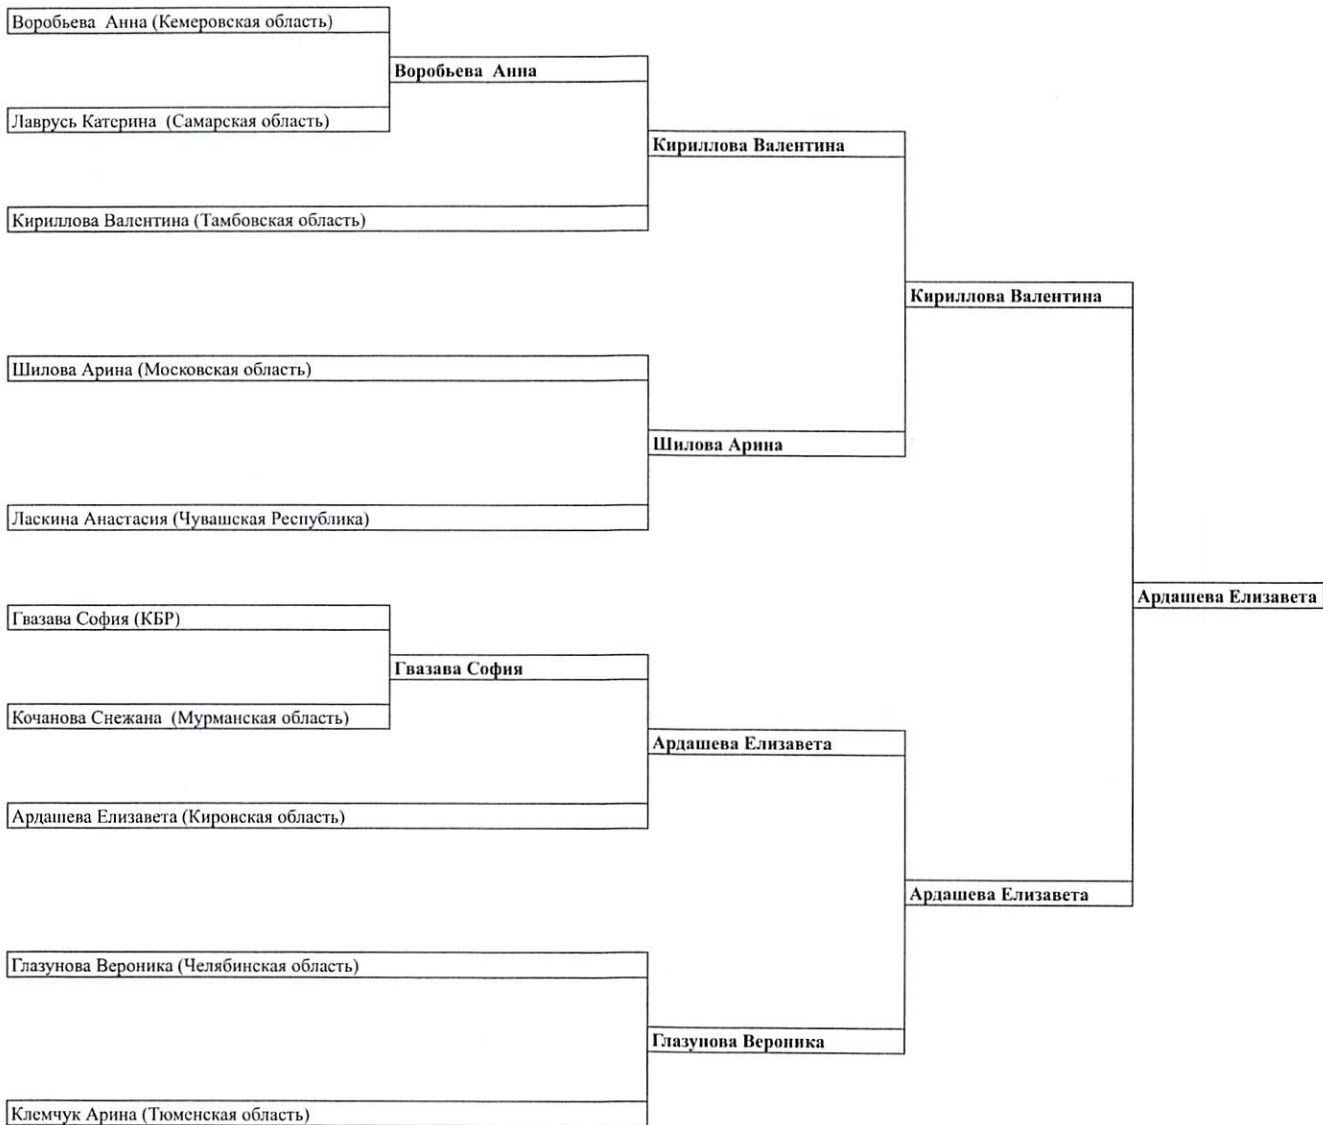 Воробьева Анна (Кемеровская область)
Воробьева Анна
Лаврусь Катерина (Самарская область)
Кириллова Валентина
Кириллова Валентина (Тамбовская область)
Кириллова Валентина
Шилова Арина (Московская область)
Шилова Арина
Ласкина Анастасия (Чувашская Республика)
Ардашева Елизавета
Гвазава София (КБР)
Гвазава София
Кочанова Снежана (Мурманская область)
Ардашева Елизавета
Ардашева Елизавета (Кировская область)
Ардашева Елизавета
Глазунова Вероника (Челябинская область)
Глазунова Вероника
Клемчук Арина (Тюменская область)